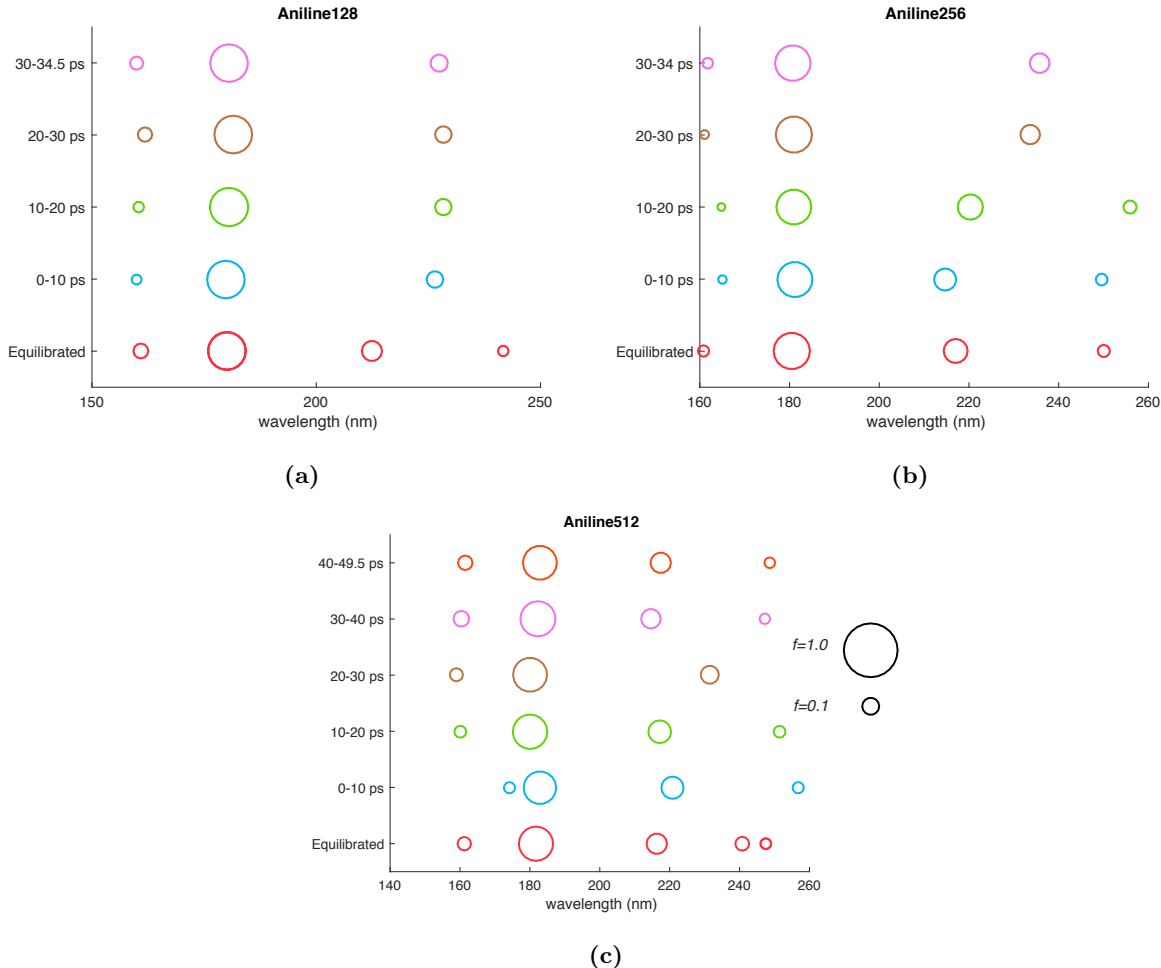 Aniline128
30-34.5 ps
20-30 ps
10-20 ps
0-10 ps
Equilibrated
150
200
250
wavelength (nm)
(a)
Aniline256
30-34 ps
20-30 ps
10-20 ps
0-10 ps
Equilibrated
160
180
200
220
240
260
wavelength (nm)
(b)
Aniline512
40-49.5 ps
30-40 ps
20-30 ps
10-20 ps
0-10 ps
Equilibrated
140
160
180
200
220
240
260
wavelength (nm)
f=1.0
f=0.1
(c)